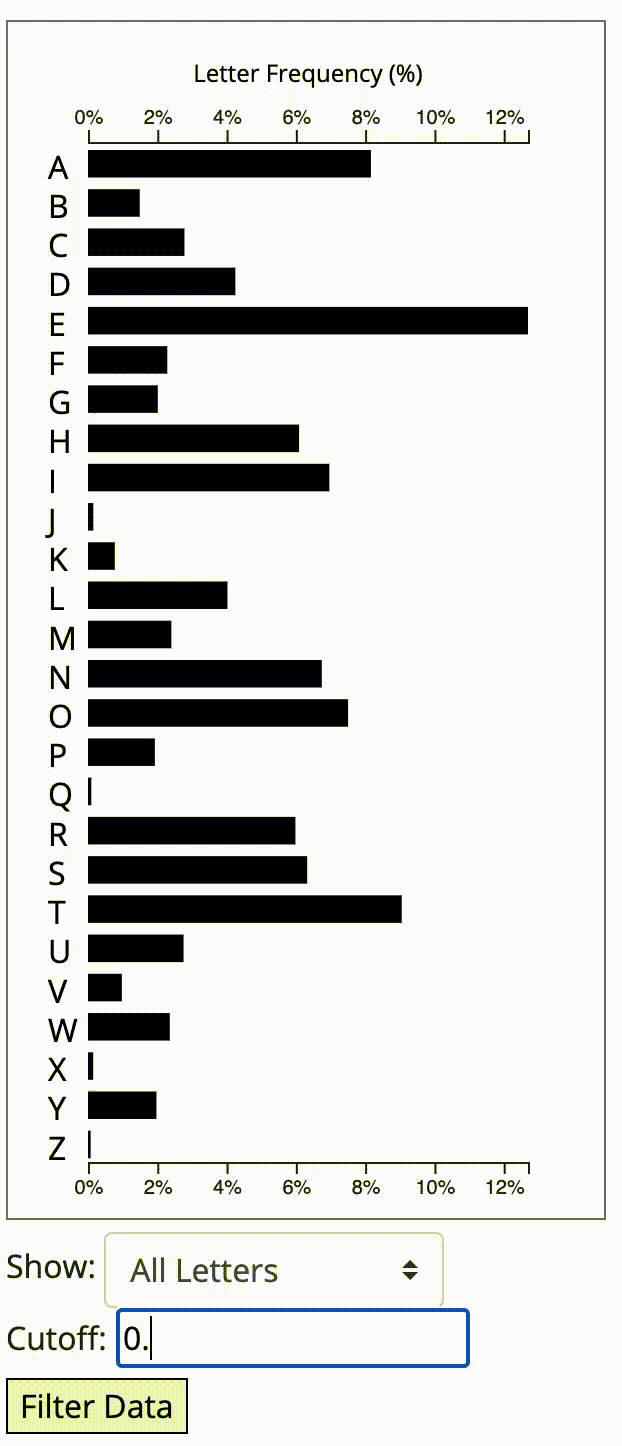 Letter Frequency (%)
0% 2% 4% 6% 8% 10% 12%
A
B
C
D
E
F
G
H
I
J
K
L
M
N
O
P
Q
R
S
T
U
V
W
X
Y
Z
0% 2% 4% 6% 8% 10% 12%
Show: All Letters
Cutoff: 0.
Filter Data